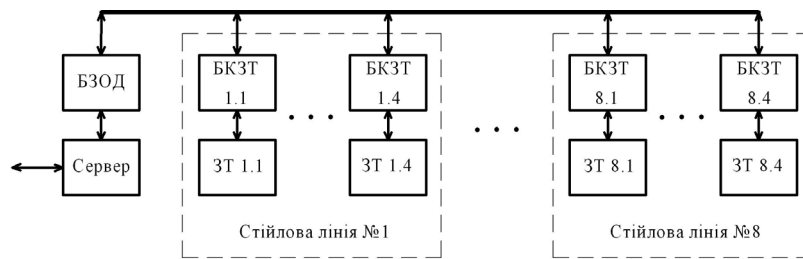 БЗОД
БКЗТ
1.1
БКЗТ
1.4
БКЗТ
8.1
БКЗТ
8.4
Сервер
ЗТ 1.1
ЗТ 1.4
ЗТ 8.1
ЗТ 8.4
Стійлова лінія №1
Стійлова лінія №8